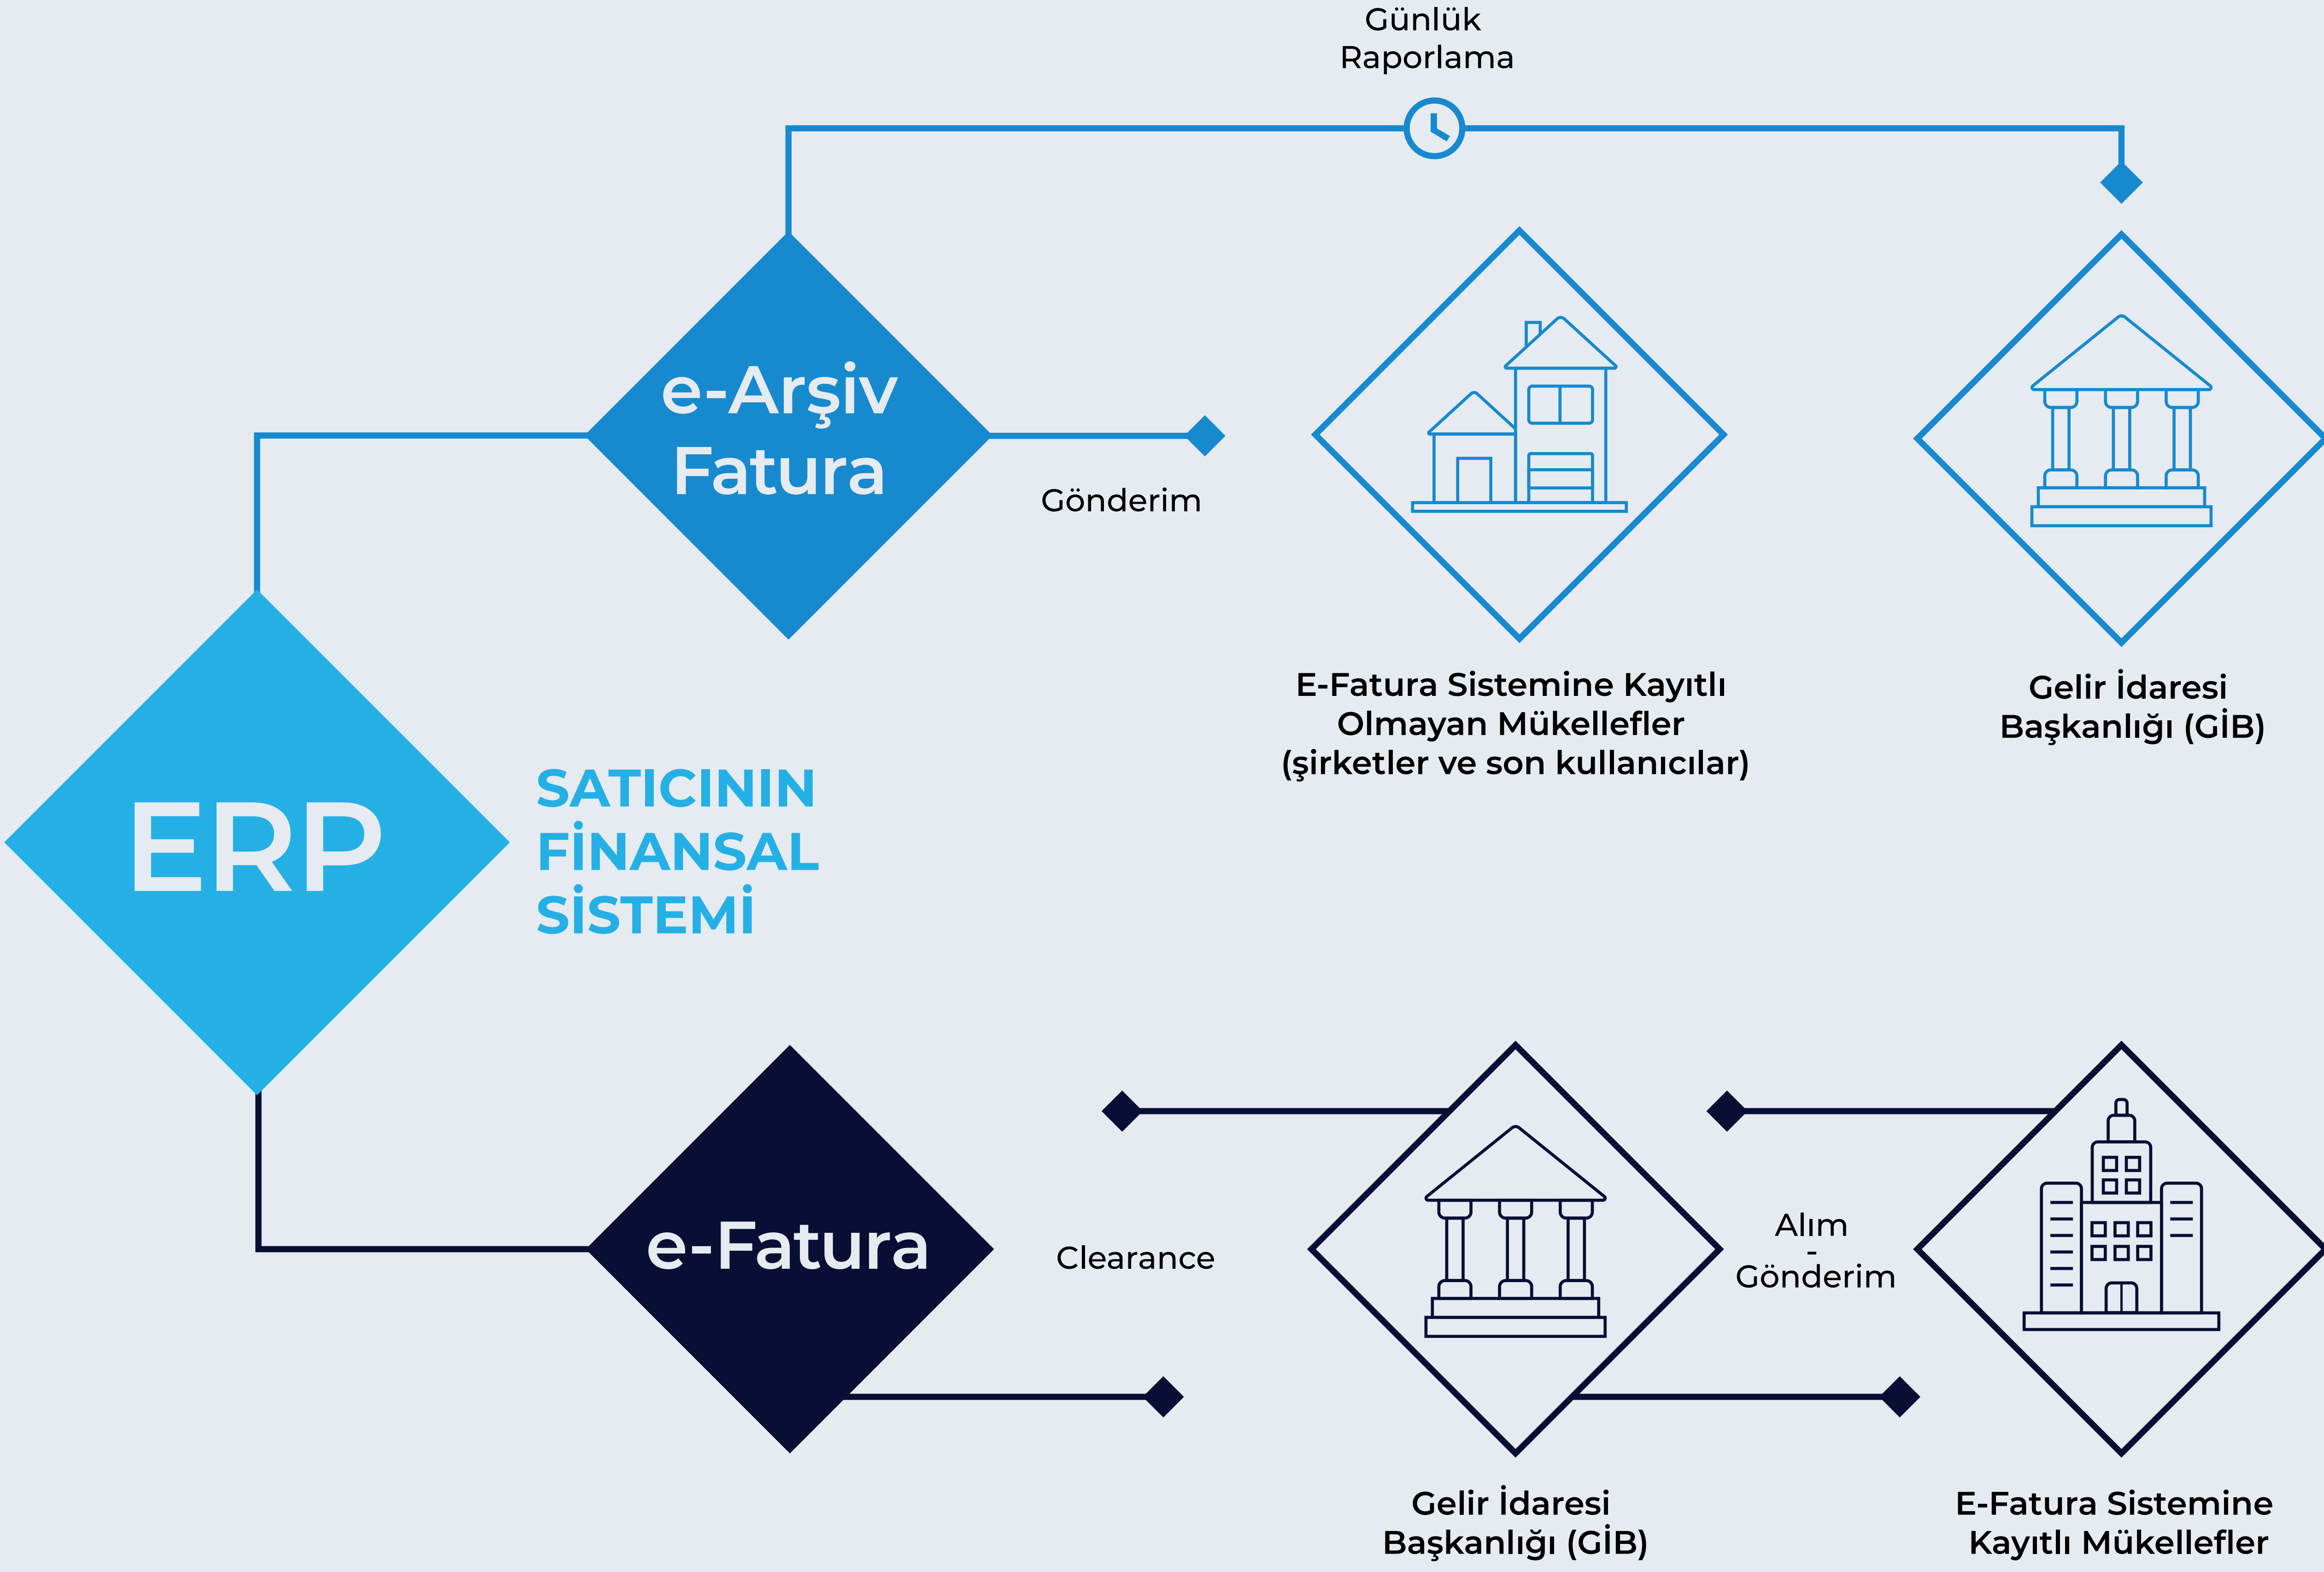 Günlük
Raporlama
e-Arşiv
Fatura
Gönderim
E-Fatura Sistemine Kayıtlı
Olmayan Mükellefler
(şirketler ve son kullanıcılar)
Gelir İdaresi
Başkanlığı (GİB)
ERP
SATICININ
FİNANSAL
SİSTEMİ
e-Fatura
Clearance
Alım
-
Gönderim
Gelir İdaresi
Başkanlığı (GİB)
E-Fatura Sistemine
Kayıtlı Mükellefler